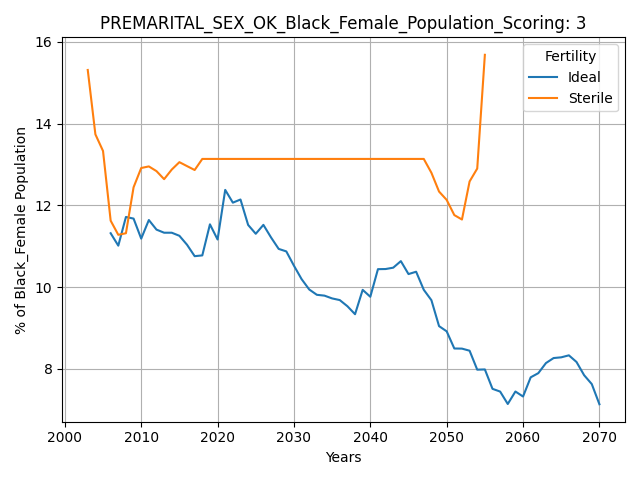 PREMARITAL_SEX_OK_Black_Female_Population_Scoring: 3
16
14
12
10
8
% of Black_Female Population
Fertility
Ideal
Sterile
2000 2010 2020 2030 2040 2050 2060 2070
Years